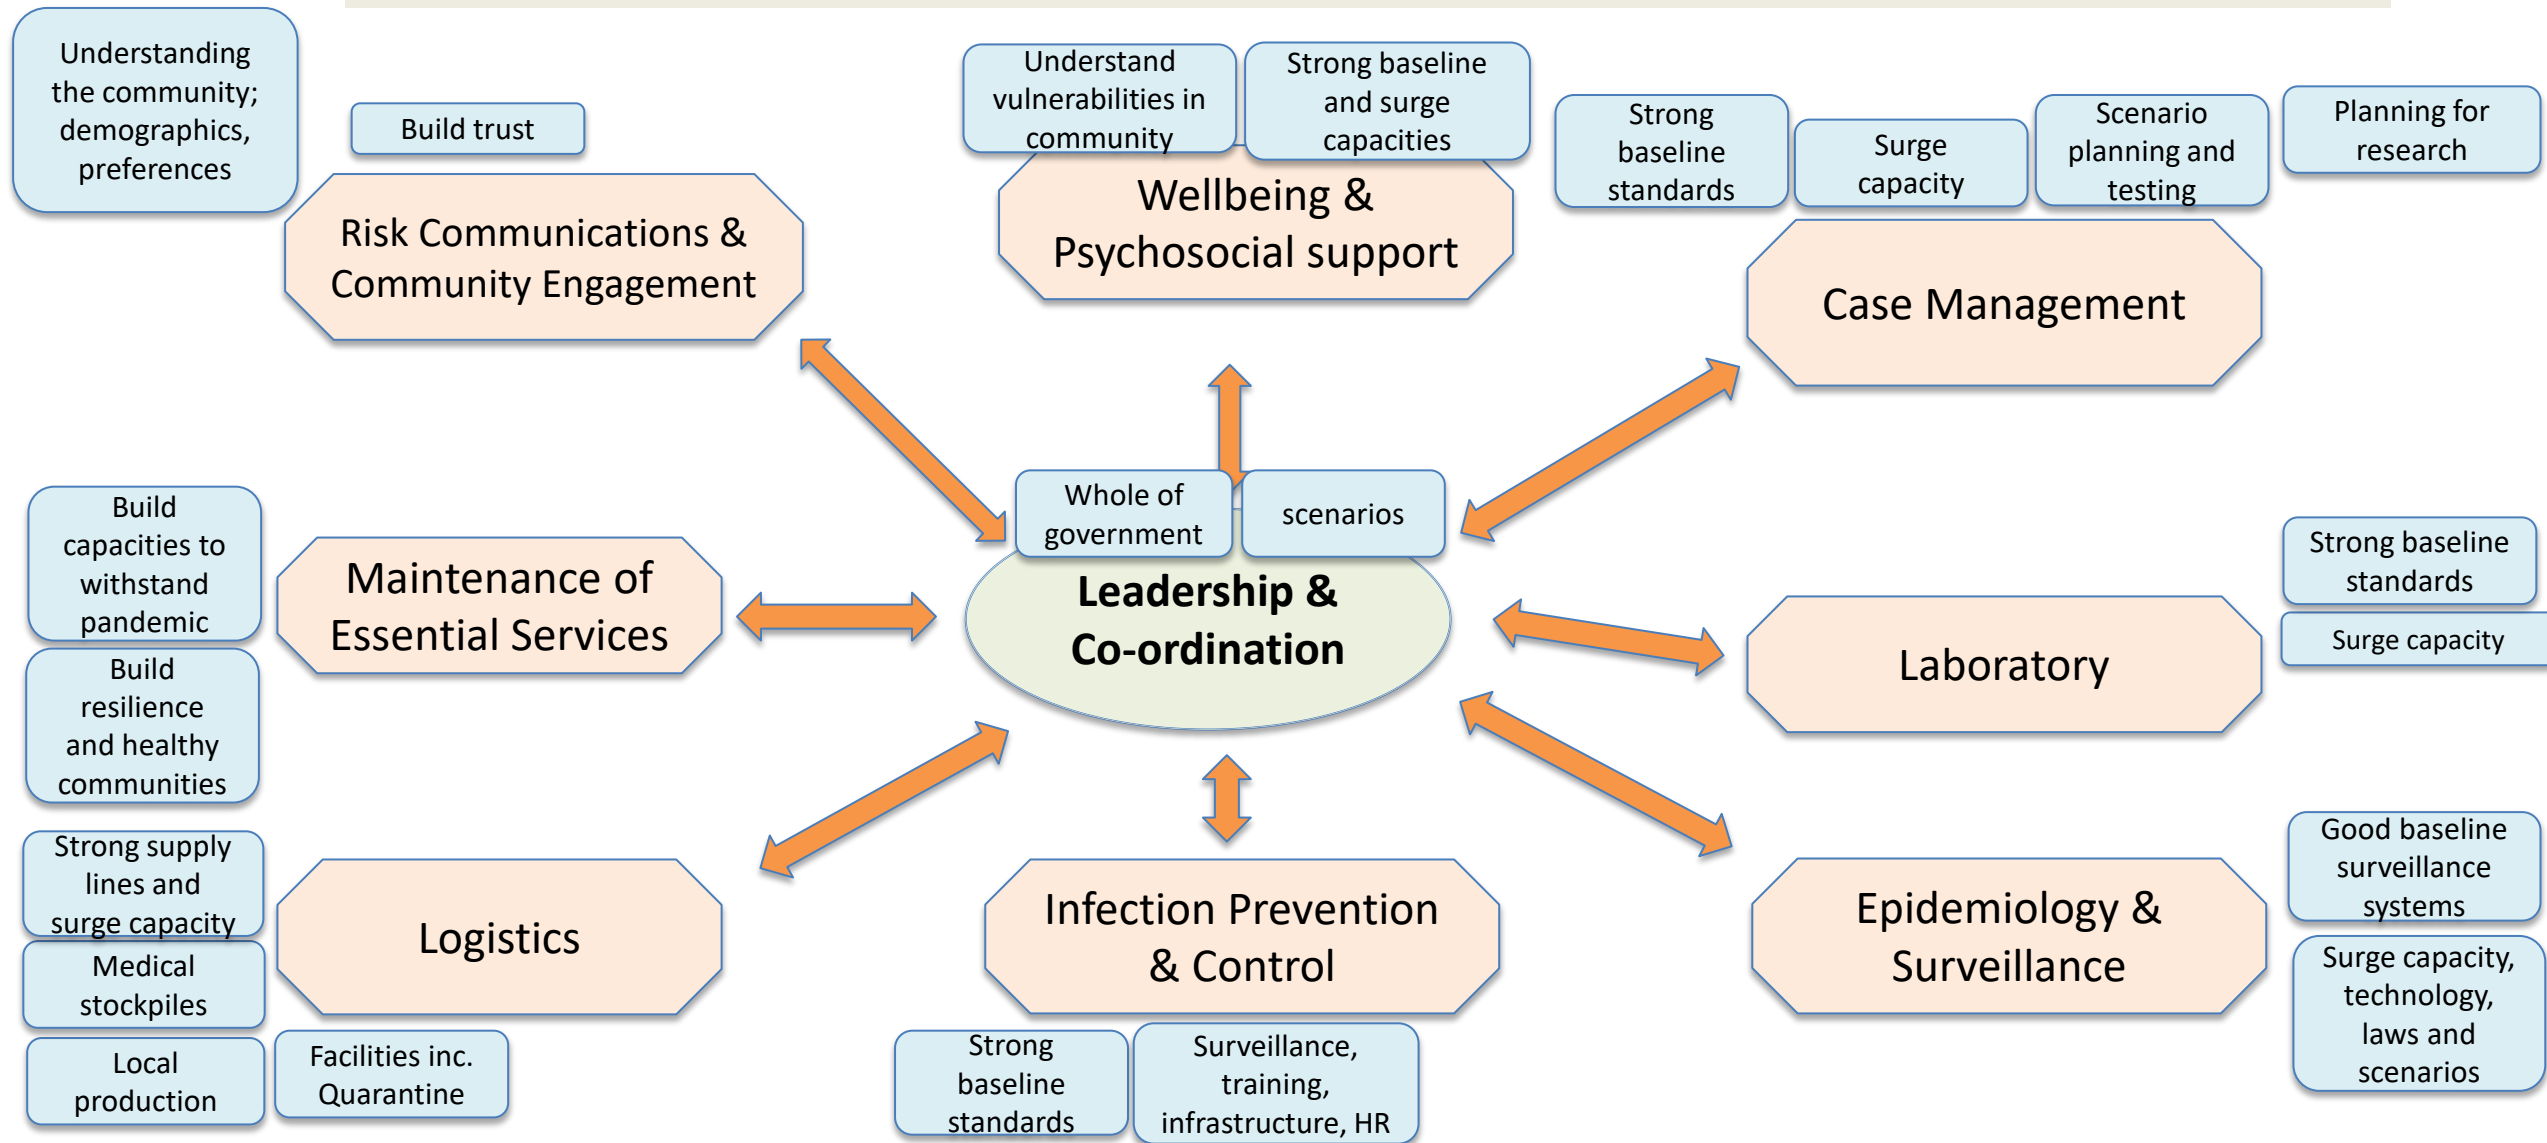 Understanding
the community;
demographics,
preferences
Build trust
Risk Communications &
Community Engagement
Understand
vulnerabilities in
community
Strong baseline
and surge
capacities
Wellbeing &
Psychosocial support
Strong
baseline
standards
Surge
capacity
Scenario
planning and
testing
Planning for
research
Case Management
Whole of
government
scenarios
Leadership &
Co-ordination
Build
capacities to
withstand
pandemic
Build
resilience
and healthy
communities
Maintenance of
Essential Services
Strong baseline
standards
Surge capacity
Laboratory
Strong supply
lines and
surge capacity
Medical
stockpiles
Local
production
Facilities inc.
Quarantine
Logistics
Infection Prevention
& Control
Strong
baseline
standards
Surveillance,
training,
infrastructure, HR
Epidemiology &
Surveillance
Good baseline
surveillance
systems
Surge capacity,
technology,
laws and
scenarios